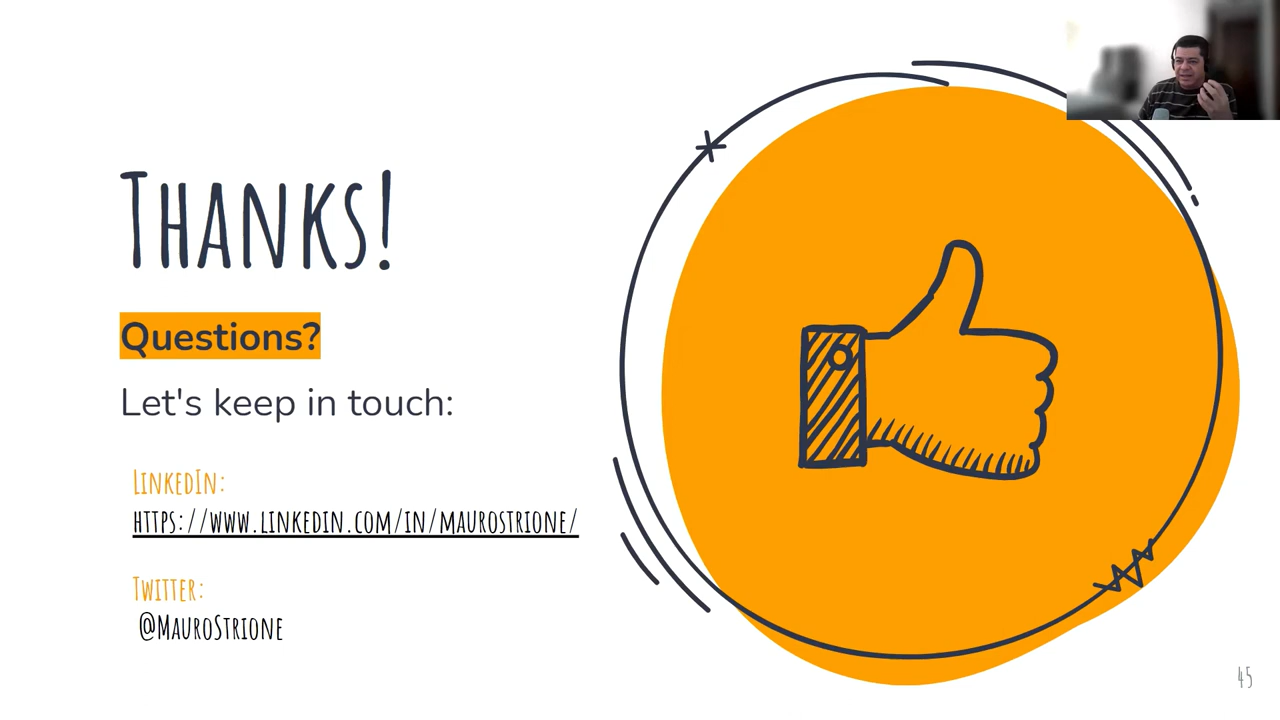 THANKS!
Questions?
Let's keep in touch:
LINKEDIN:
HTTPS://WWW.LINKEDIN.COM/IN/MAUROSTRIONE/
TWITTER:
@MAUROSTRIONE
45